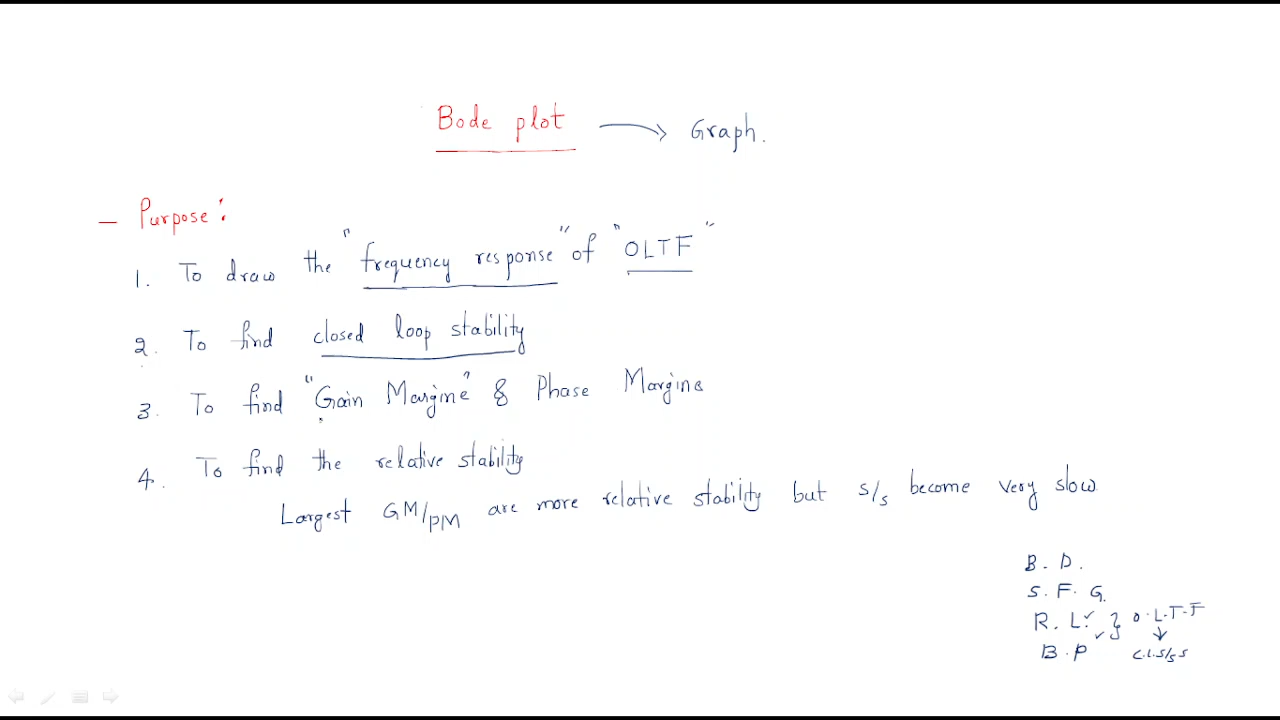 Bode plot → Graph.
– Purpose:
1. To draw the "frequency response" of "OLTF"
2. To find closed loop stability
3. To find "Gain Margine" & Phase Margine
4. To find the relative stability
Largest GM/PM are more relative stability but s/s become very slow
B. D.
S. F. G.
R. L. ✓ } O.L.T.F
B.P ✓ ↓ C.L.S/S S